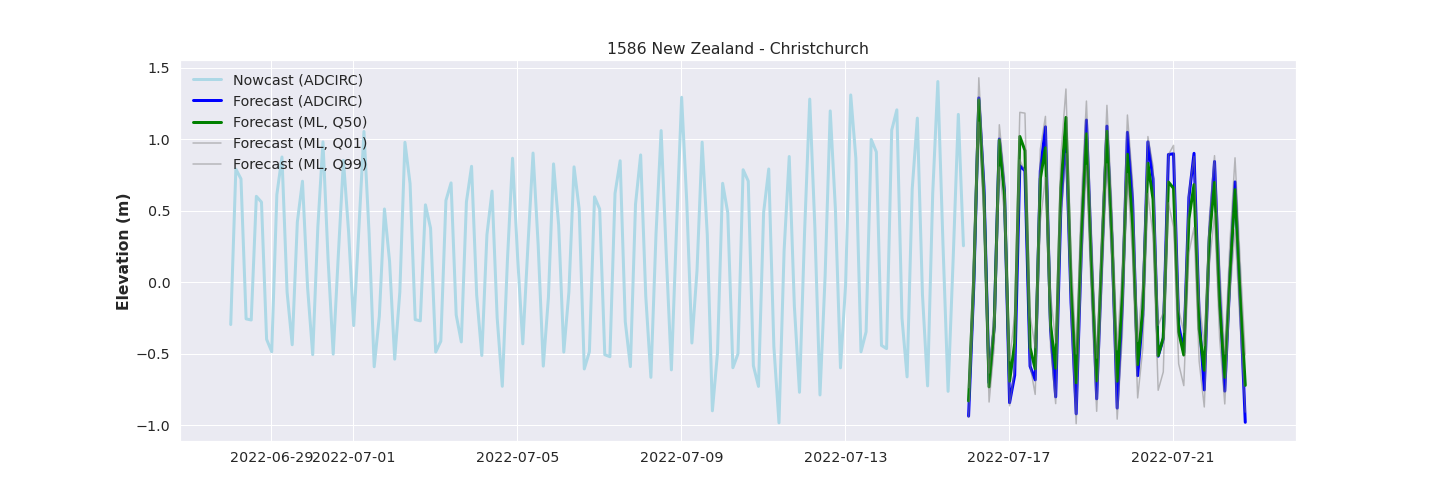 1586 New Zealand - Christchurch
1.5
1.0
0.5
0.0
−0.5
−1.0
Elevation (m)
Nowcast (ADCIRC)
Forecast (ADCIRC)
Forecast (ML, Q50)
Forecast (ML, Q01)
Forecast (ML, Q99)
2022-06-29 2022-07-01 2022-07-05 2022-07-09 2022-07-13 2022-07-17 2022-07-21